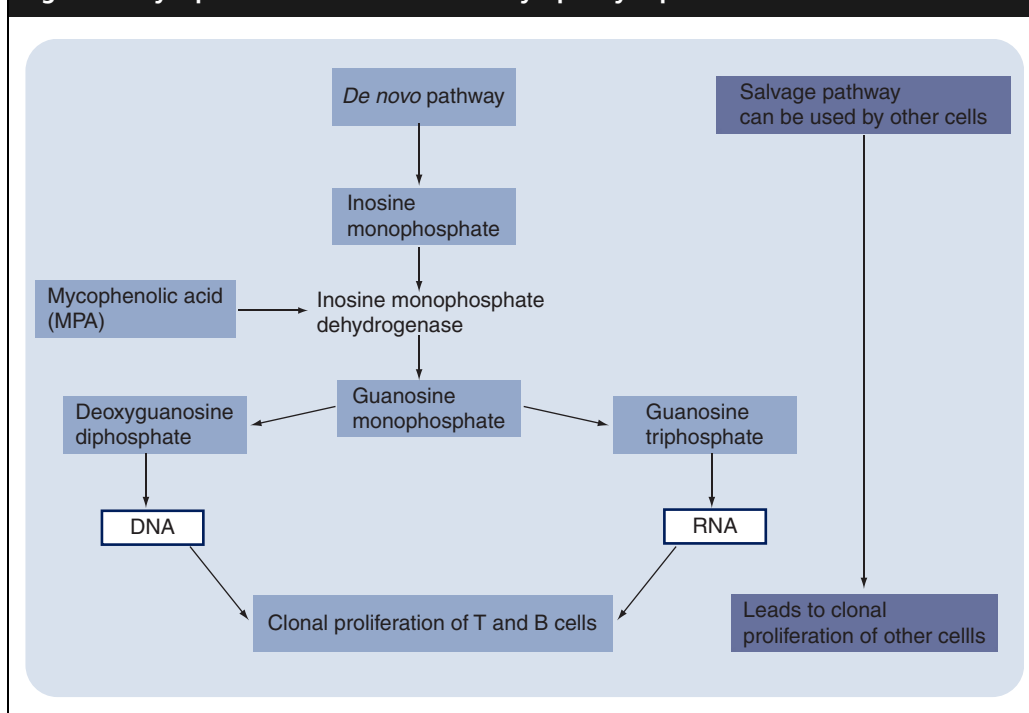 De novo pathway
Salvage pathway
can be used by other cells
Inosine
monophosphate
Mycophenolic acid
(MPA)
Inosine monophosphate
dehydrogenase
Deoxyguanosine
diphosphate
Guanosine
monophosphate
Guanosine
triphosphate
DNA
RNA
Clonal proliferation of T and B cells
Leads to clonal
proliferation of other cellls